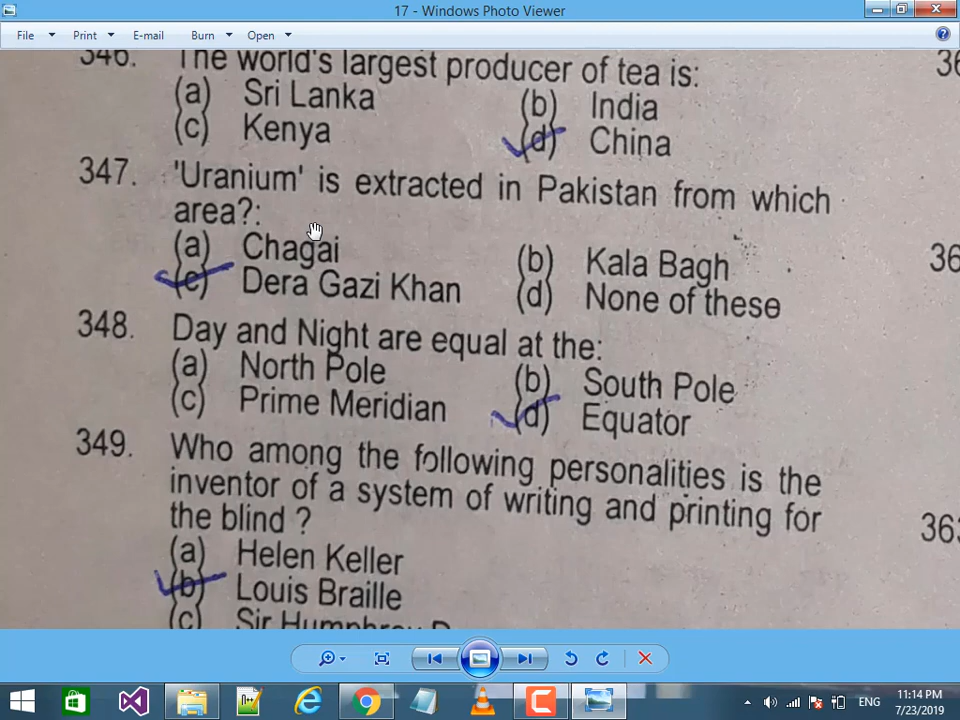 17 - Windows Photo Viewer
File Print E-mail Burn Open
346. The world's largest producer of tea is:
(a) Sri Lanka (b) India
(c) Kenya (d) China
347. 'Uranium' is extracted in Pakistan from which
area?:
(a) Chagai (b) Kala Bagh
(c) Dera Gazi Khan (d) None of these
348. Day and Night are equal at the:
(a) North Pole (b) South Pole
(c) Prime Meridian (d) Equator
349. Who among the following personalities is the
inventor of a system of writing and printing for
the blind ?
(a) Helen Keller
(b) Louis Braille
(c) Sir Humphrey
ENG
11:14 PM
7/23/2019